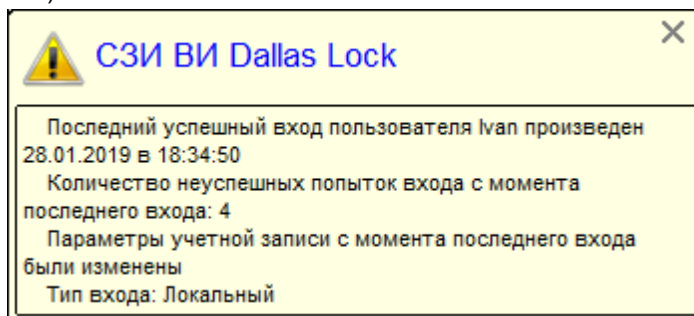 СЗИ ВИ Dallas Lock
Последний успешный вход пользователя Ivan произведен
28.01.2019 в 18:34:50
Количество неуспешных попыток входа с момента
последнего входа: 4
Параметры учетной записи с момента последнего входа
были изменены
Тип входа: Локальный